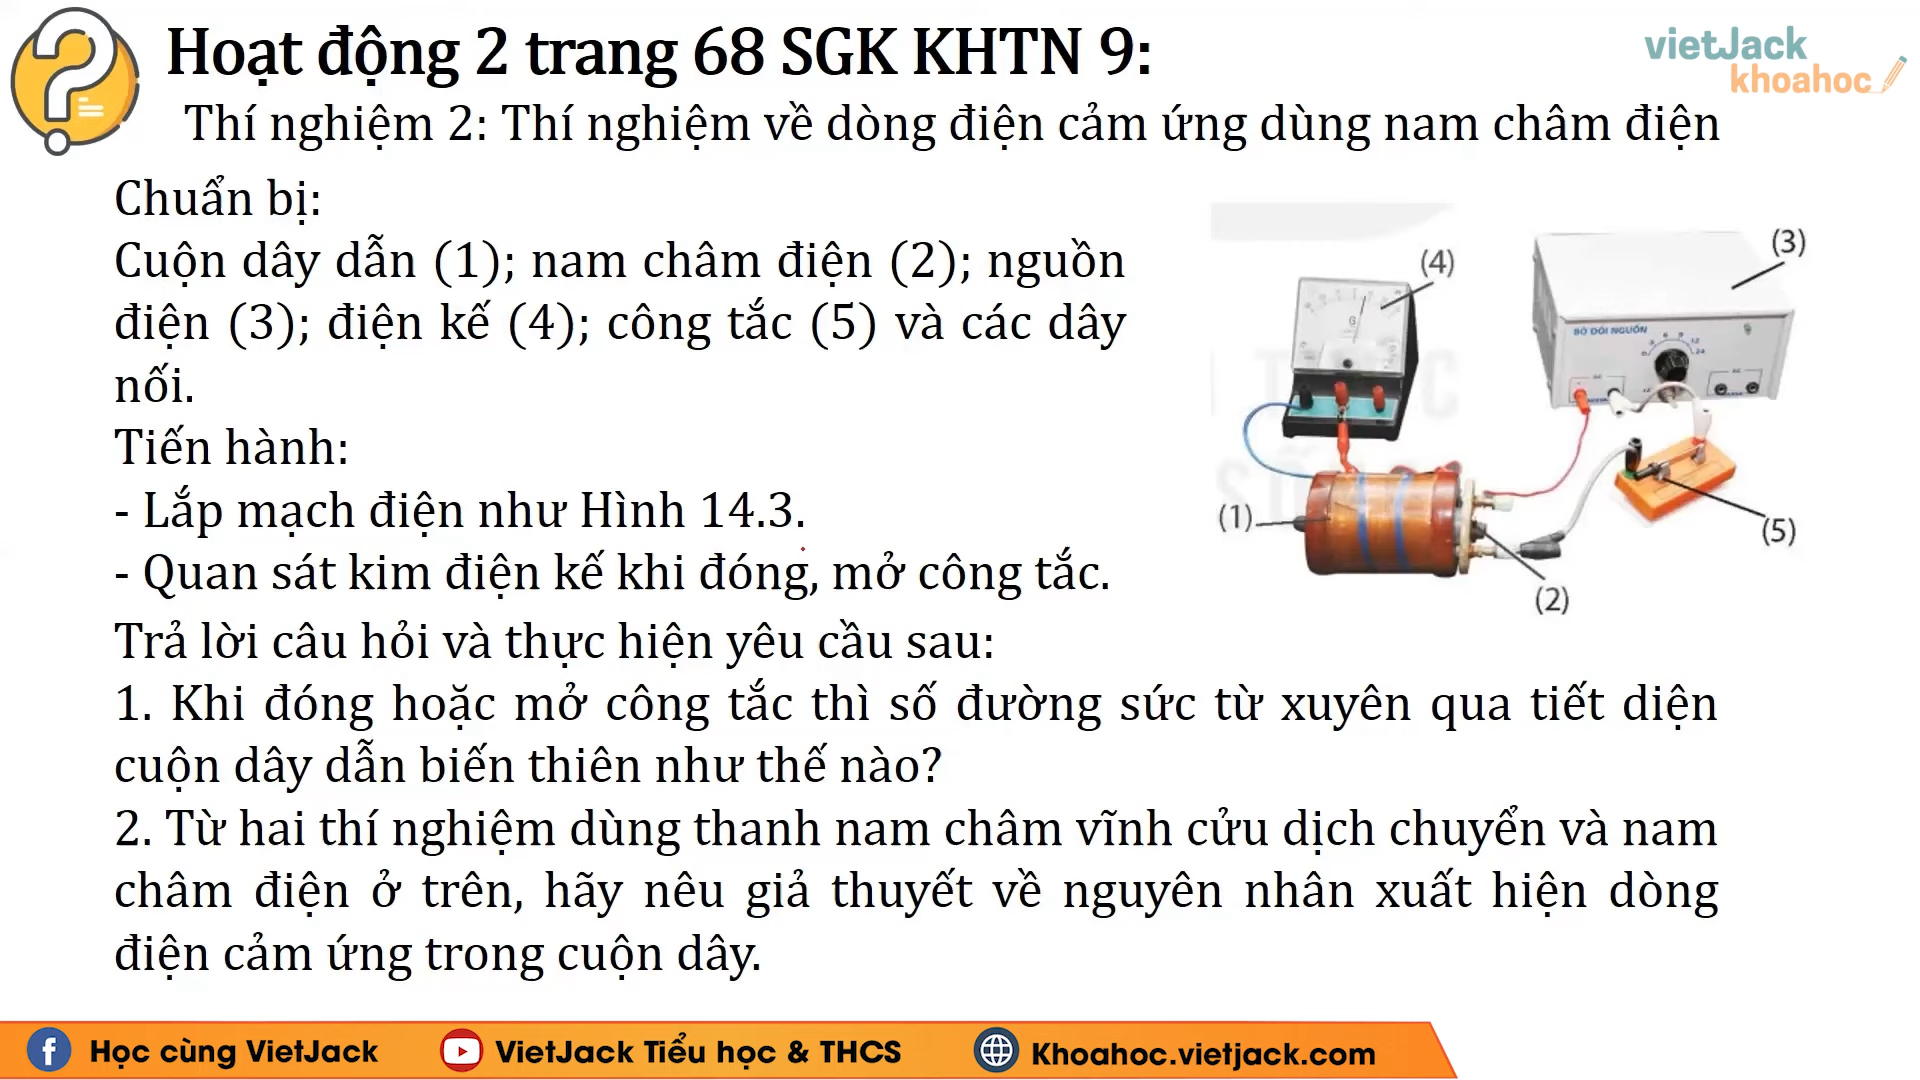 Hoạt động 2 trang 68 SGK KHTN 9:
vietJack
khoahoc
Thí nghiệm 2: Thí nghiệm về dòng điện cảm ứng dùng nam châm điện
Chuẩn bị:
Cuộn dây dẫn (1); nam châm điện (2); nguồn
điện (3); điện kế (4); công tắc (5) và các dây
nối.
Tiến hành:
- Lắp mạch điện như Hình 14.3.
- Quan sát kim điện kế khi đóng, mở công tắc.
(4)
(3)
BỘ ĐỔI NGUỒN
G
(1)
(5)
(2)
Trả lời câu hỏi và thực hiện yêu cầu sau:
1. Khi đóng hoặc mở công tắc thì số đường sức từ xuyên qua tiết diện
cuộn dây dẫn biến thiên như thế nào?
2. Từ hai thí nghiệm dùng thanh nam châm vĩnh cửu dịch chuyển và nam
châm điện ở trên, hãy nêu giả thuyết về nguyên nhân xuất hiện dòng
điện cảm ứng trong cuộn dây.
Học cùng VietJack
VietJack Tiểu học & THCS
Khoahoc.vietjack.com